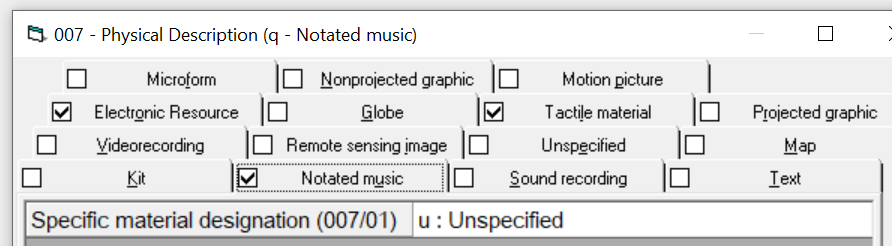 007 - Physical Description (q - Notated music)
Microform Nonprojected graphic Motion picture
Electronic Resource Globe Tactile material Projected graphic
Videorecording Remote sensing image Unspecified Map
Kit Notated music Sound recording Text
Specific material designation (007/01) u : Unspecified